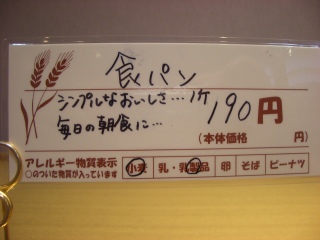 食パン
シンプルなおいしさ…1ケ
毎日の朝食に…
190円
(本体価格 円)
アレルギー物質表示
○のついた物質が入っています
小麦 乳・乳製品 卵 そば ピーナツ